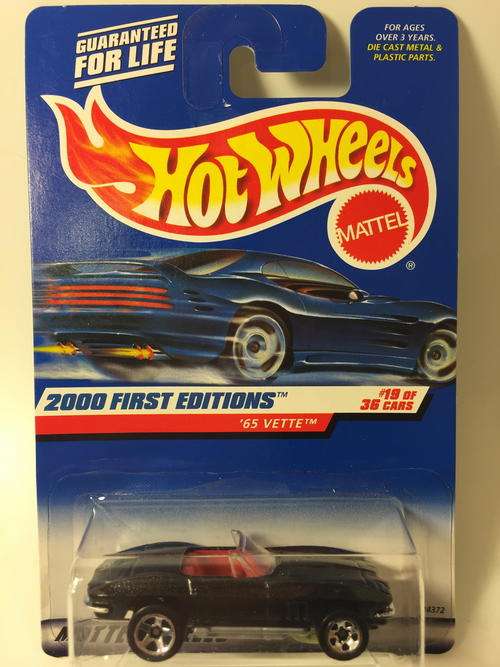 GUARANTEED
FOR LIFE
FOR AGES
OVER 3 YEARS.
DIE CAST METAL &
PLASTIC PARTS.
HOT WHEELS
MATTEL
®
2000 FIRST EDITIONS™
#19 OF
36 CARS
'65 VETTE™